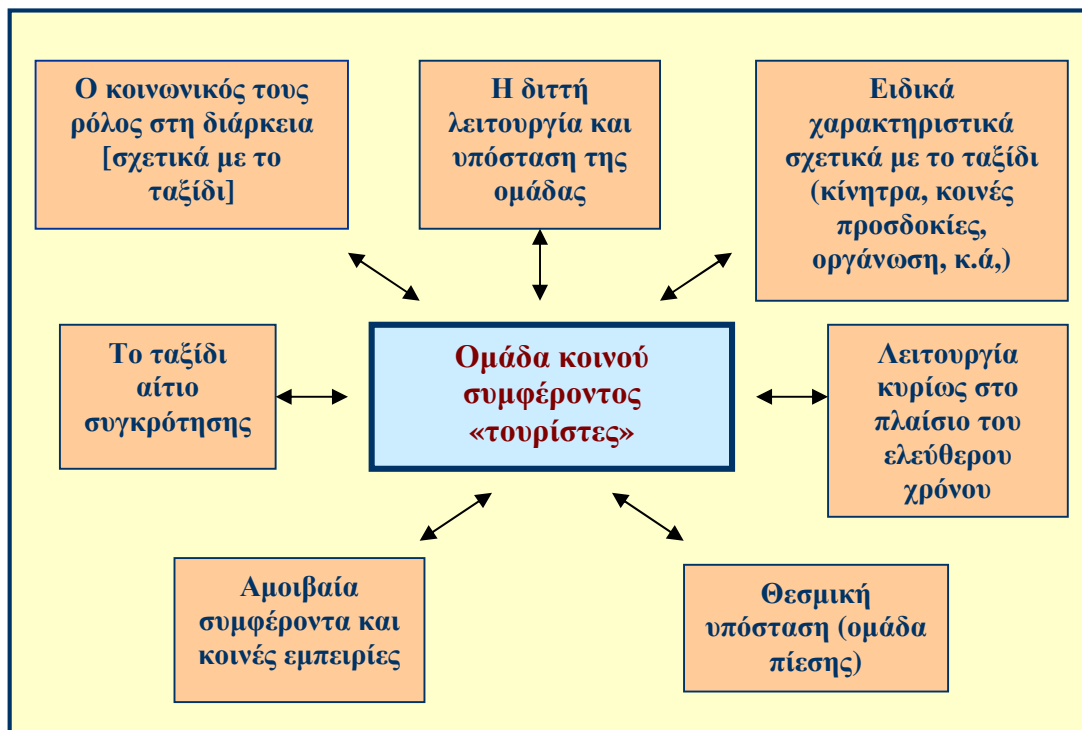 Ο κοινωνικός τους
ρόλος στη διάρκεια
[σχετικά με το
ταξίδι]
Η διττή
λειτουργία και
υπόσταση της
ομάδας
Ειδικά
χαρακτηριστικά
σχετικά με το ταξίδι
(κίνητρα, κοινές
προσδοκίες,
οργάνωση, κ.ά,)
Το ταξίδι
αίτιο
συγκρότησης
Ομάδα κοινού
συμφέροντος
«τουρίστες»
Λειτουργία
κυρίως στο
πλαίσιο του
ελεύθερου
χρόνου
Αμοιβαία
συμφέροντα και
κοινές εμπειρίες
Θεσμική
υπόσταση (ομάδα
πίεσης)